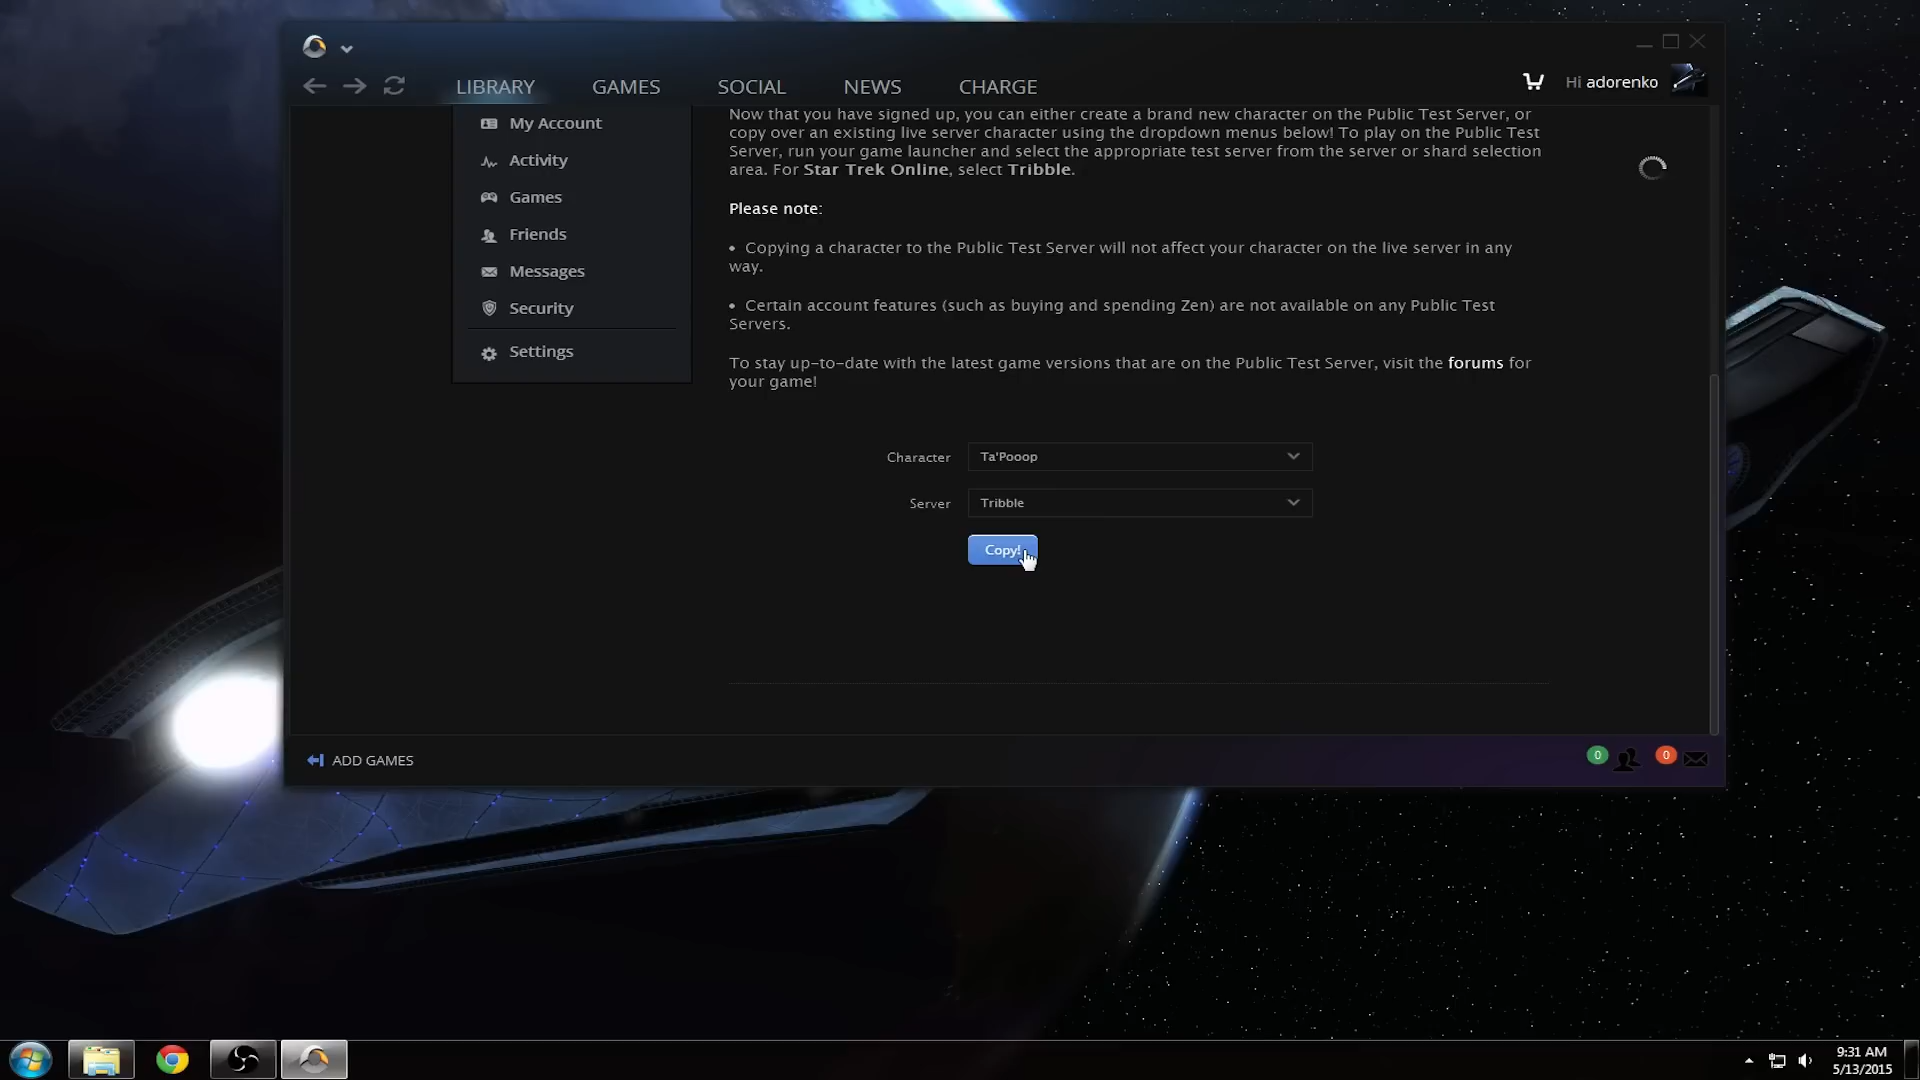 LIBRARY GAMES SOCIAL NEWS CHARGE
Hi adorenko
My Account
Activity
Games
Friends
Messages
Security
Settings
Now that you have signed up, you can either create a brand new character on the Public Test Server, or
copy over an existing live server character using the dropdown menus below! To play on the Public Test
Server, run your game launcher and select the appropriate test server from the server or shard selection
area. For Star Trek Online, select Tribble.
Please note:
• Copying a character to the Public Test Server will not affect your character on the live server in any
way.
• Certain account features (such as buying and spending Zen) are not available on any Public Test
Servers.
To stay up-to-date with the latest game versions that are on the Public Test Server, visit the forums for
your game!
Character Ta'Pooop
Server Tribble
Copy!
ADD GAMES
0 0
9:31 AM
5/13/2015